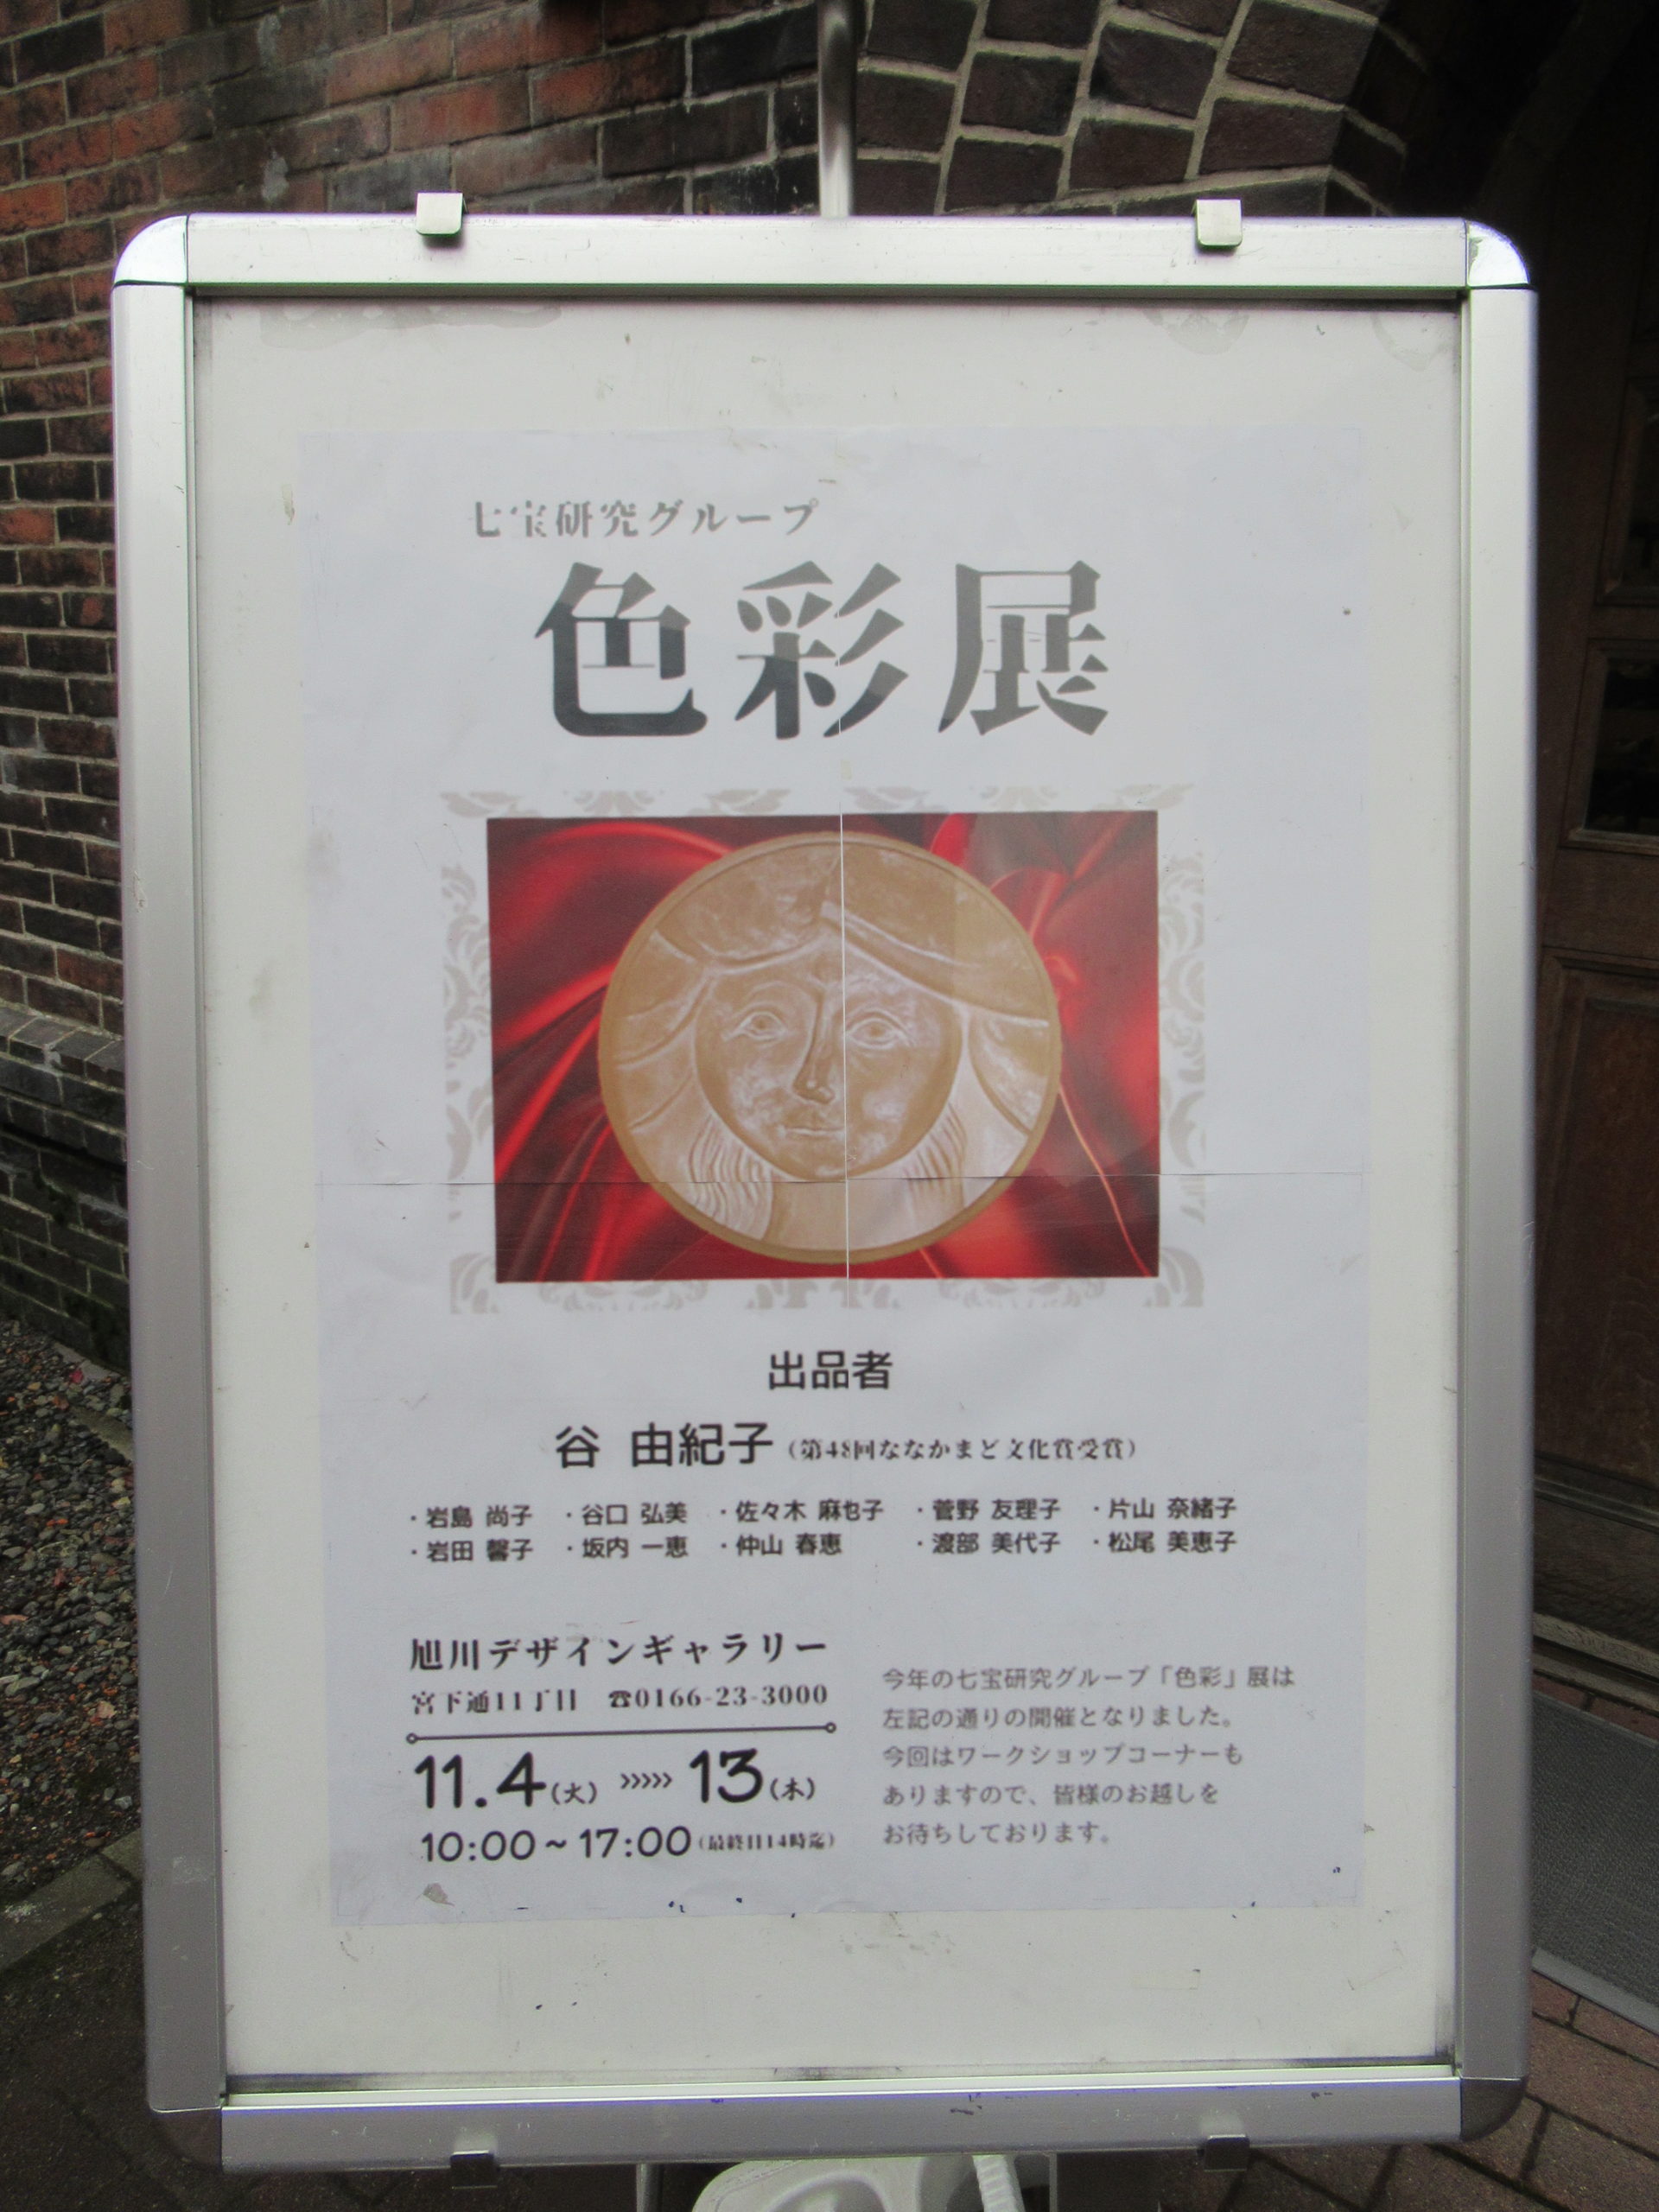 七宝研究グループ
色彩展
出品者
谷 由紀子（第48回ななかまど文化賞受賞）
・岩島 尚子 ・谷口 弘美 ・佐々木 麻也子 ・菅野 友理子 ・片山 奈緒子
・岩田 馨子 ・坂内 一恵 ・仲山 春恵 ・渡部 美代子 ・松尾 美恵子
旭川デザインギャラリー
宮下通11丁目 ☎0166-23-3000
11.4(火) >>>>> 13(木)
10:00~17:00(最終日14時迄)
今年の七宝研究グループ「色彩」展は
左記の通りの開催となりました。
今回はワークショップコーナーも
ありますので、皆様のお越しを
お待ちしております。